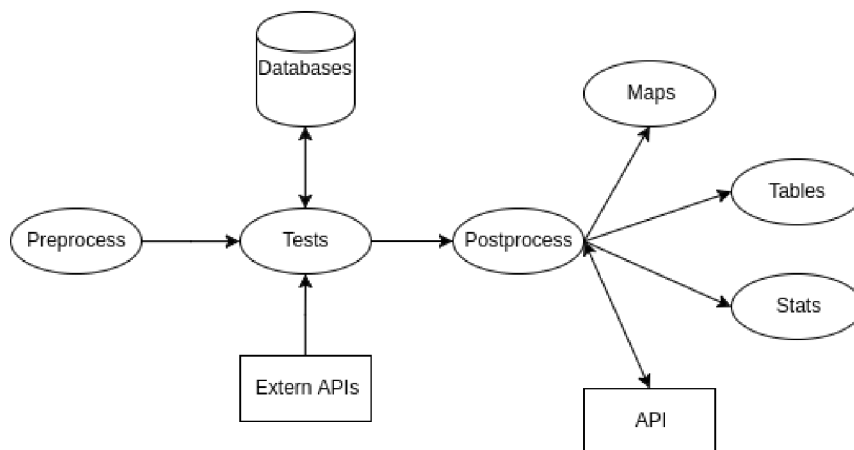 Databases
Maps
Tables
Preprocess
Tests
Postprocess
Stats
Extern APIs
API